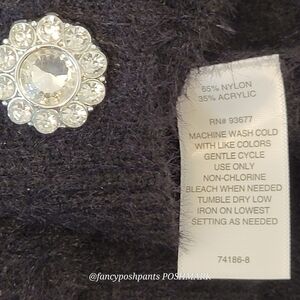 65% NYLON
35% ACRYLIC
RN# 93677
MACHINE WASH COLD
WITH LIKE COLORS
GENTLE CYCLE
USE ONLY
NON-CHLORINE
BLEACH WHEN NEEDED
TUMBLE DRY LOW
IRON ON LOWEST
SETTING AS NEEDED
74186-8
@fancyposhpants POSHMARK